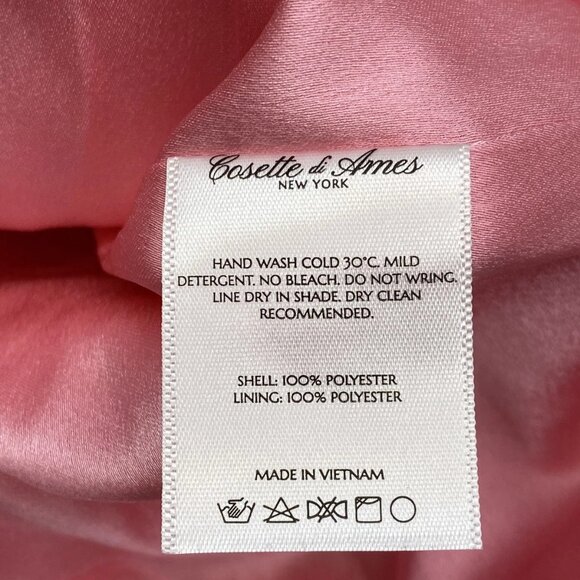 Cosette di Ames
NEW YORK
HAND WASH COLD 30°C. MILD
DETERGENT. NO BLEACH. DO NOT WRING.
LINE DRY IN SHADE. DRY CLEAN
RECOMMENDED.
SHELL: 100% POLYESTER
LINING: 100% POLYESTER
MADE IN VIETNAM